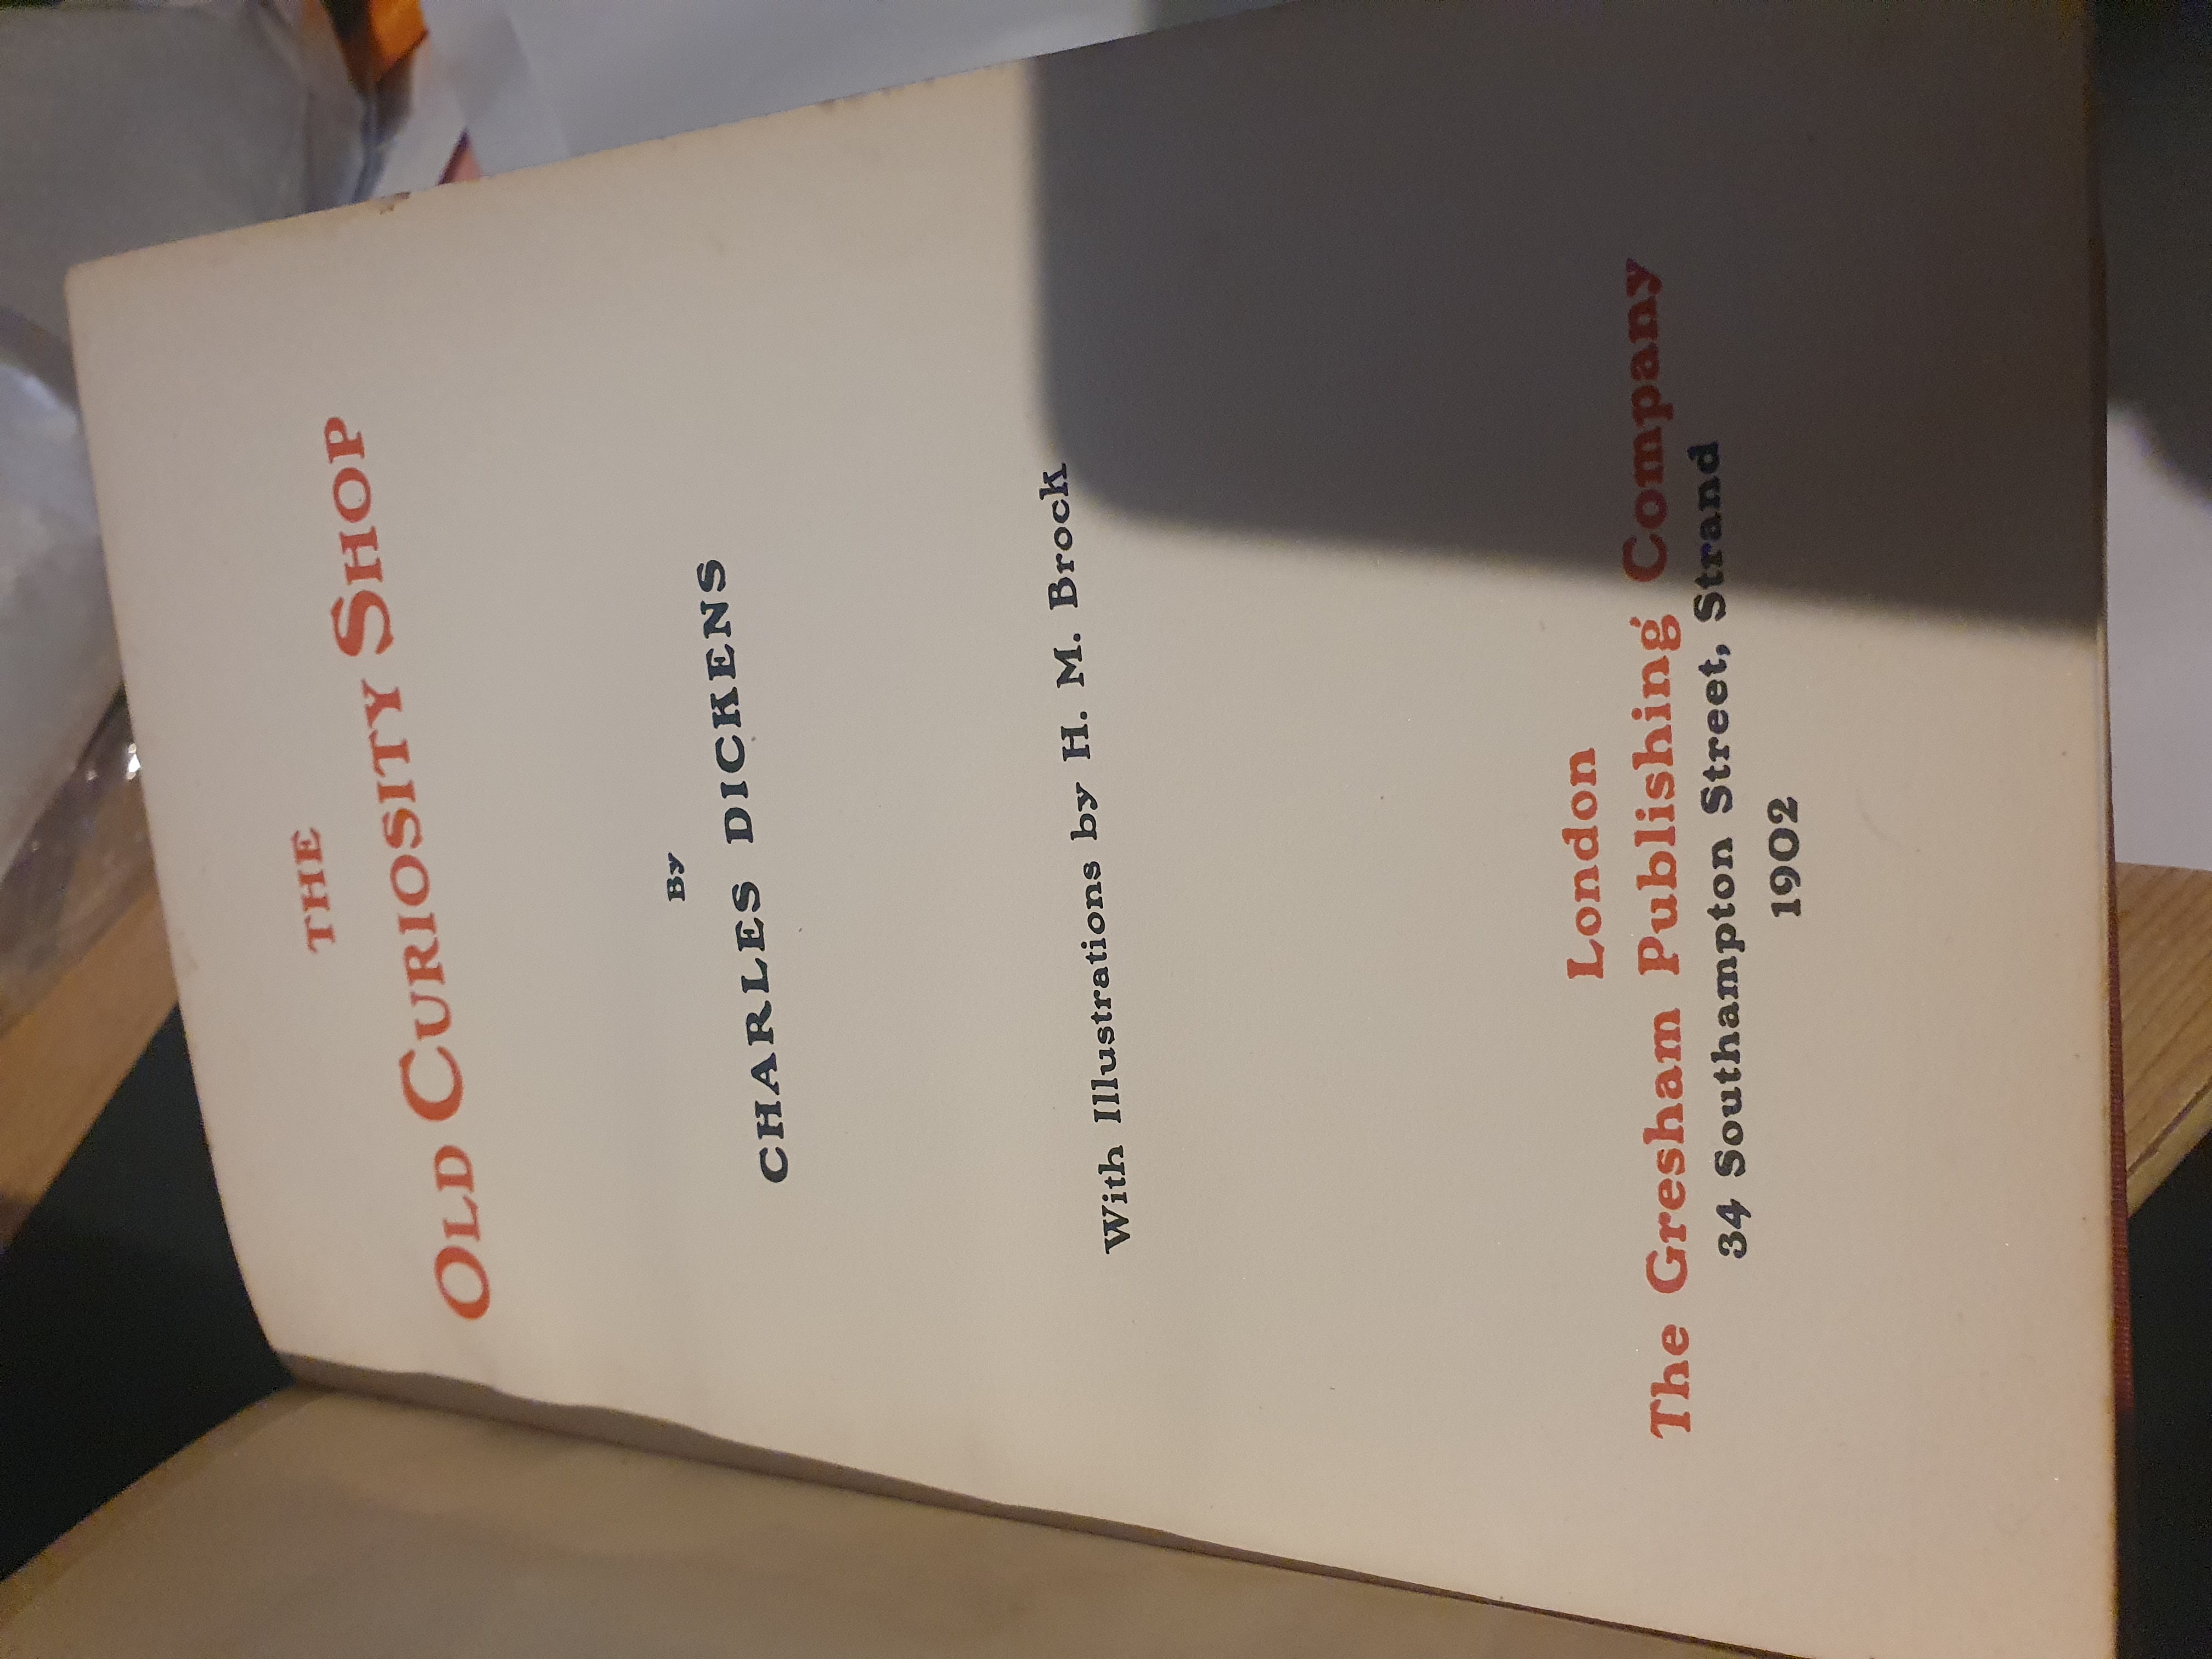 THE
OLD CURIOSITY SHOP
By
CHARLES DICKENS
With Illustrations by H. M. Brock
London
The Gresham Publishing Company
34 Southampton Street, Strand
1902